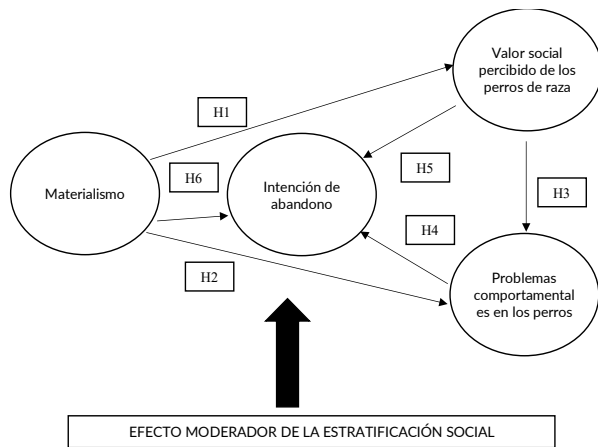 Valor social
percibido de los
perros de raza
H1
H6
H5
Materialismo
Intención de
abandono
H3
H4
H2
Problemas
comportamental
es en los perros
EFECTO MODERADOR DE LA ESTRATIFICACIÓN SOCIAL